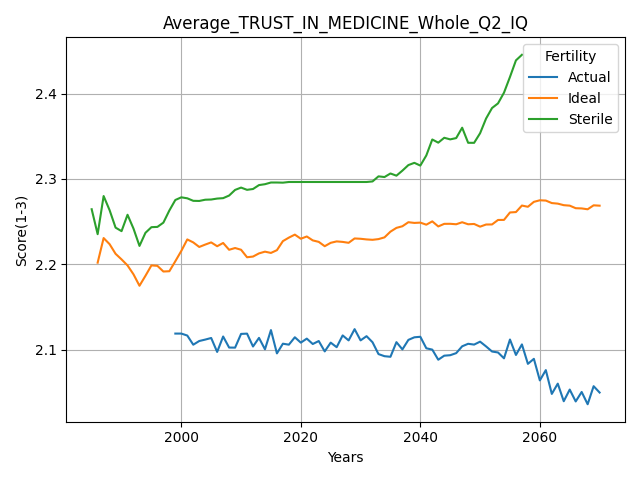 Average_TRUST_IN_MEDICINE_Whole_Q2_IQ
Fertility
Actual
Ideal
Sterile
Score(1-3)
2.4
2.3
2.2
2.1
2000 2020 2040 2060
Years